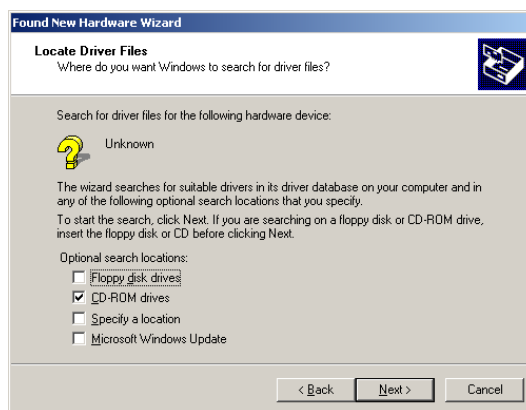 Found New Hardware Wizard
Locate Driver Files
Where do you want Windows to search for driver files?
Search for driver files for the following hardware device:
Unknown
The wizard searches for suitable drivers in its driver database on your computer and in
any of the following optional search locations that you specify.
To start the search, click Next. If you are searching on a floppy disk or CD-ROM drive,
insert the floppy disk or CD before clicking Next.
Optional search locations:
Floppy disk drives
CD-ROM drives
Specify a location
Microsoft Windows Update
< Back
Next >
Cancel